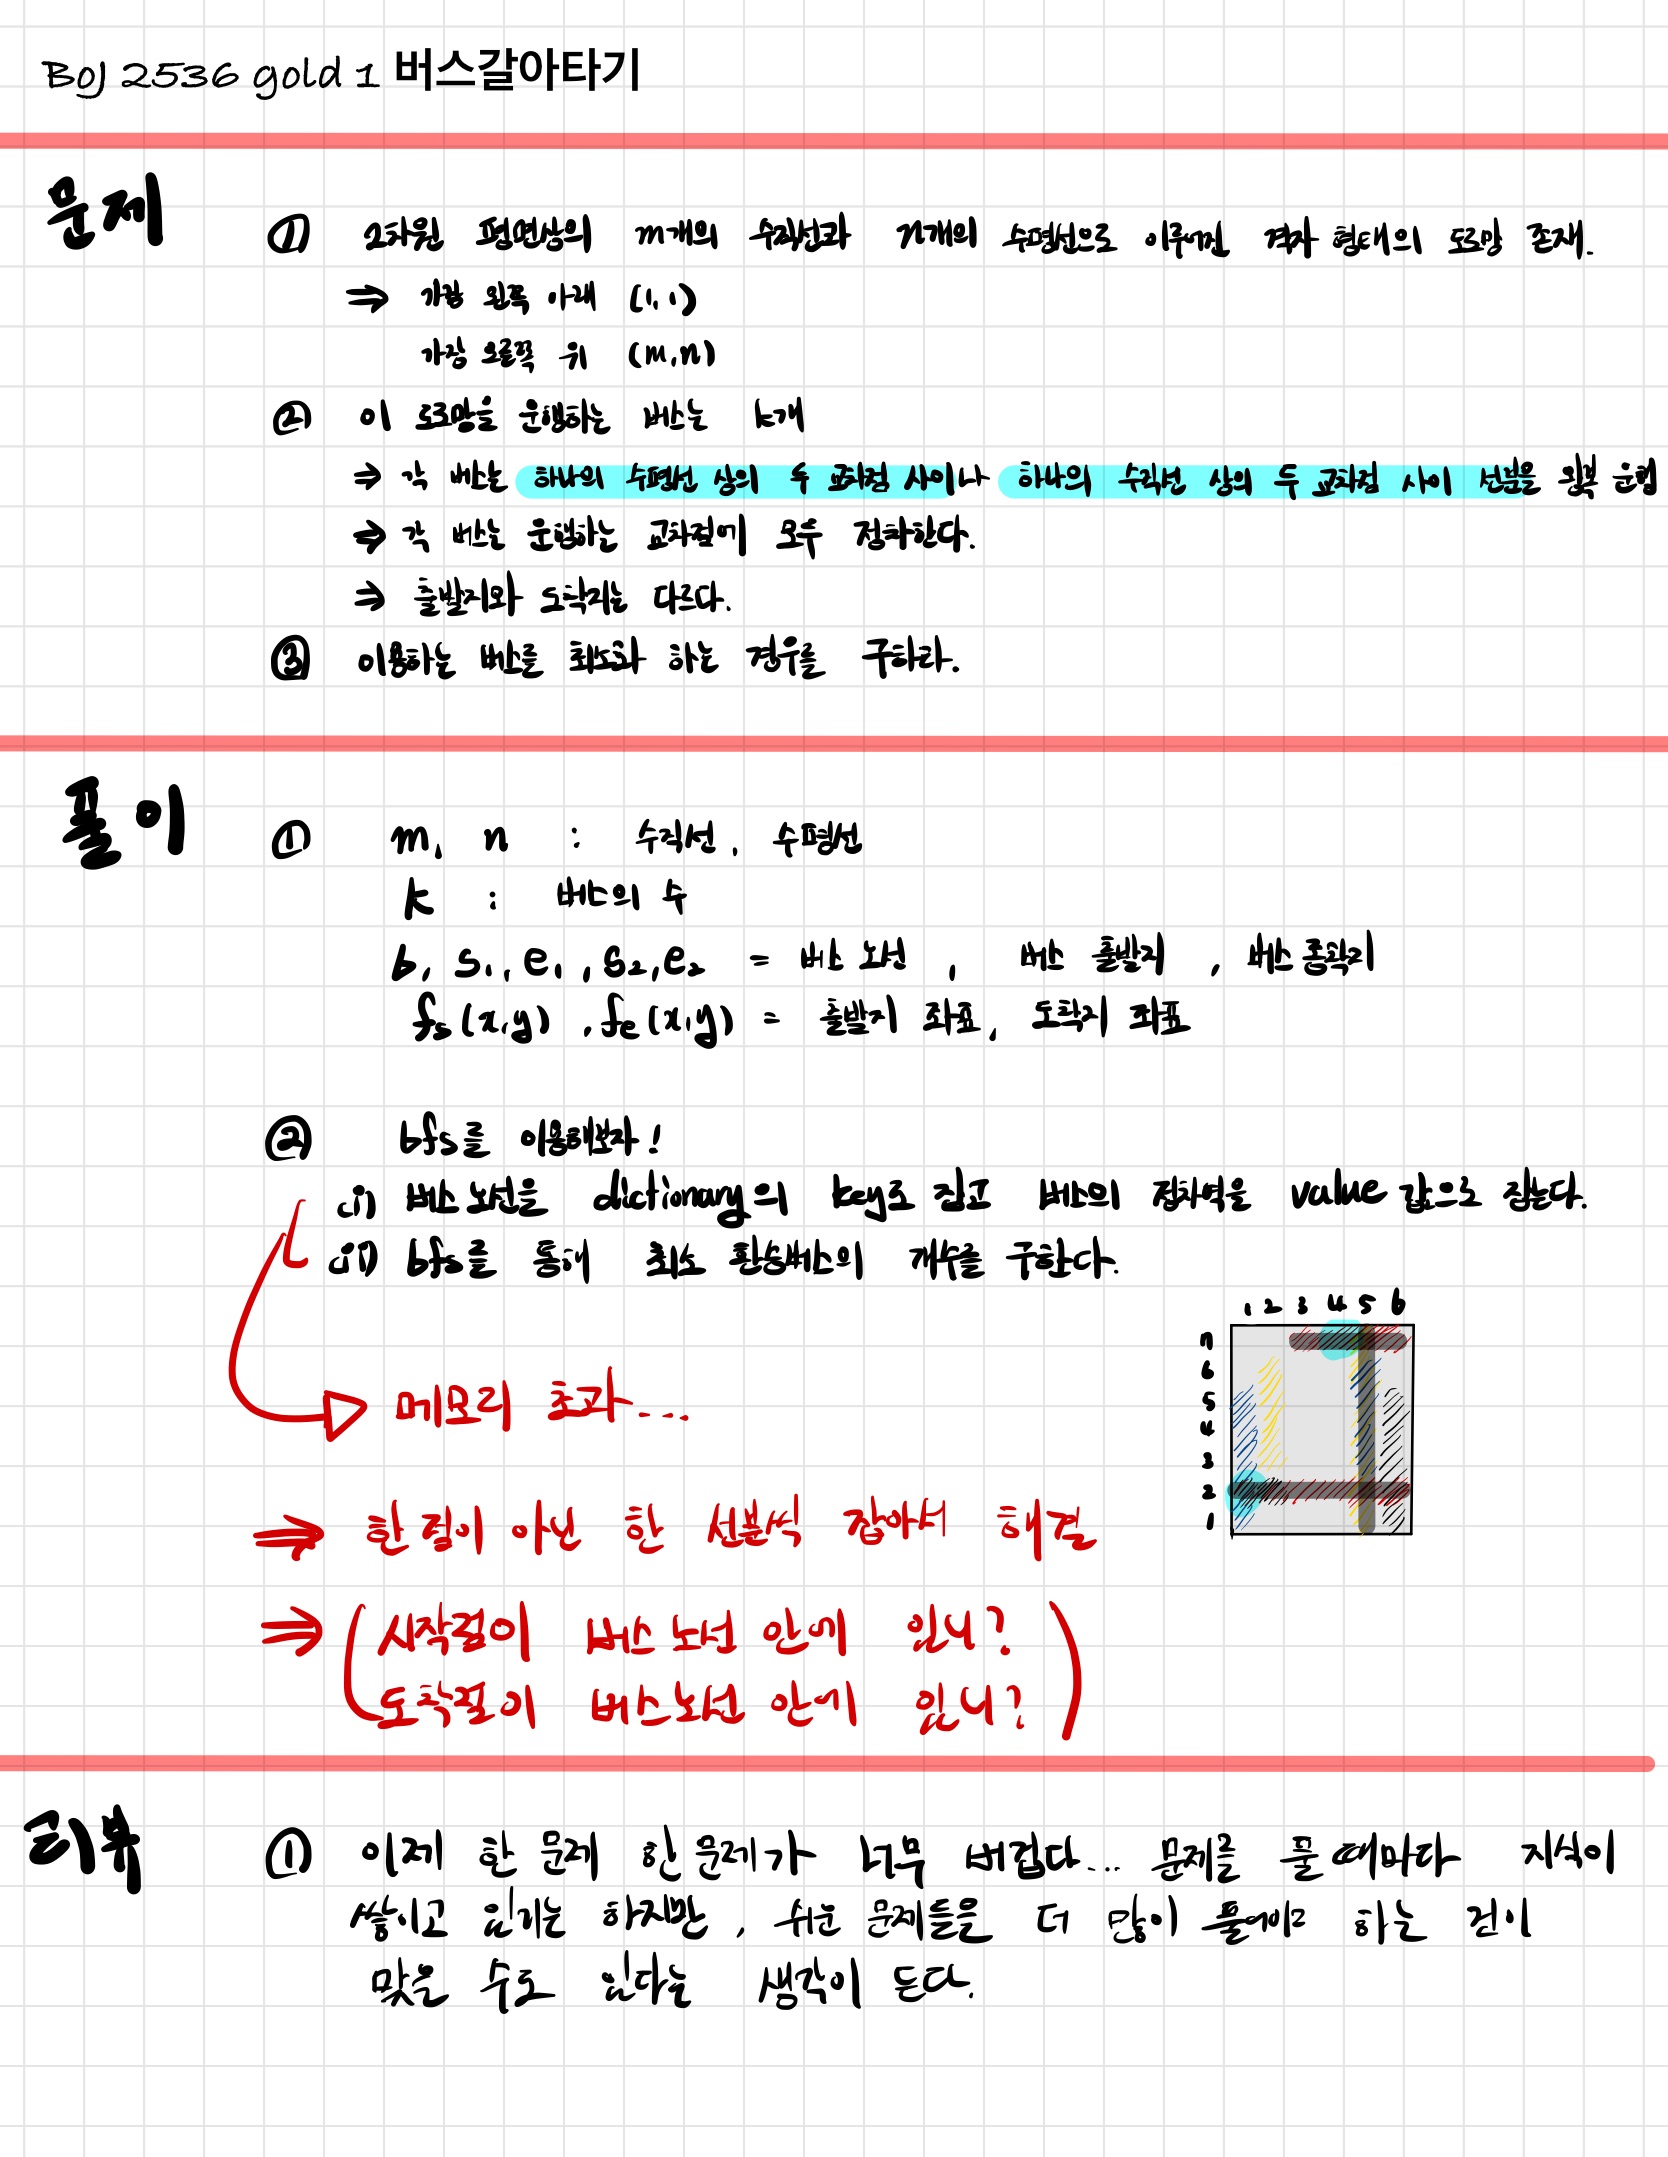 BOJ 2536 gold 1 버스갈아타기
문제
① 2차원 평면상의 m개의 수직선과 n개의 수평선으로 이루어진 격자 형태의 도로망 존재.
⇒ 가장 왼쪽 아래 (1,1)
가장 오른쪽 위 (m,n)
② 이 도로망을 운행하는 버스는 k개
⇒ 각 버스는 하나의 수평선 상의 두 교차점 사이나 하나의 수직선 상의 두 교차점 사이 선분을 왕복 운행
⇒ 각 버스는 운행하는 교차점에 모두 정차한다.
⇒ 출발지와 도착지는 다르다.
③ 이용하는 버스를 최소화 하는 경우를 구하라.
풀이
① m, n : 수직선, 수평선
k : 버스의 수
b, s₁, e₁, s₂, e₂ = 버스 노선, 버스 출발지, 버스 종착지
fs(x,y), fe(x,y) = 출발지 좌표, 도착지 좌표
② bfs를 이용해보자!
(i) 버스 노선을 dictionary의 key로 잡고 버스의 정차역을 value 값으로 잡는다.
(ii) bfs를 통해 최소 환승버스의 개수를 구한다.
1 2 3 4 5 6
7
6
5
4
3
2
1
메모리 초과....
⇒ 한 점이 아닌 한 선분씩 잡아서 해결
⇒ (시작점이 버스 노선 안에 있니?
도착점이 버스노선 안에 있니?)
리뷰
① 이제 한 문제 한 문제가 너무 버겁다... 문제를 풀 때마다 지식이
쌓이고 있기는 하지만, 쉬운 문제들을 더 많이 풀어야 하는 건이
맞을 수도 있다는 생각이 든다.